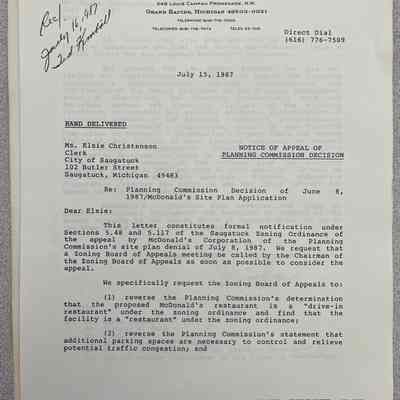 Rec/.
July 16, 1987
Ted
248 Louis Campau Promenade, N.W.
Grand Rapids, Michigan 49503-0021
Direct Dial
(616) 776-7509
July 15, 1987
HAND DELIVERED
Ms. Elsie Christenson
Clerk
City of Saugatuck
102 Butler Street
Saugatuck, Michigan 49453
NOTICE OF APPEAL OF
PLANNING COMMISSION DECISION
Re: Planning Commission Decision of June 8,
1987/McDonald's Site Plan Application
Dear Elsie:
This letter constitutes formal notification under
Sections 5.48 and 5.117 of the Saugatuck Zoning Ordinance of
the appeal by McDonald's Corporation of the Planning
Commission's site plan denial of July 8, 1987. We request that
a Zoning Board of Appeals meeting be called by the Chairman of
the Zoning Board of Appeals as soon as possible to consider the
appeal.
We specifically request the Zoning Board of Appeals to:
(1) reverse the Planning Commission's determination
that the proposed McDonald's restaurant is a "drive-in
restaurant" under the zoning ordinance and find that the
facility is a "restaurant" under the zoning ordinance;
(2) reverse the Planning Commission's statement that
additional parking spaces are necessary to control and relieve
potential traffic congestion; and